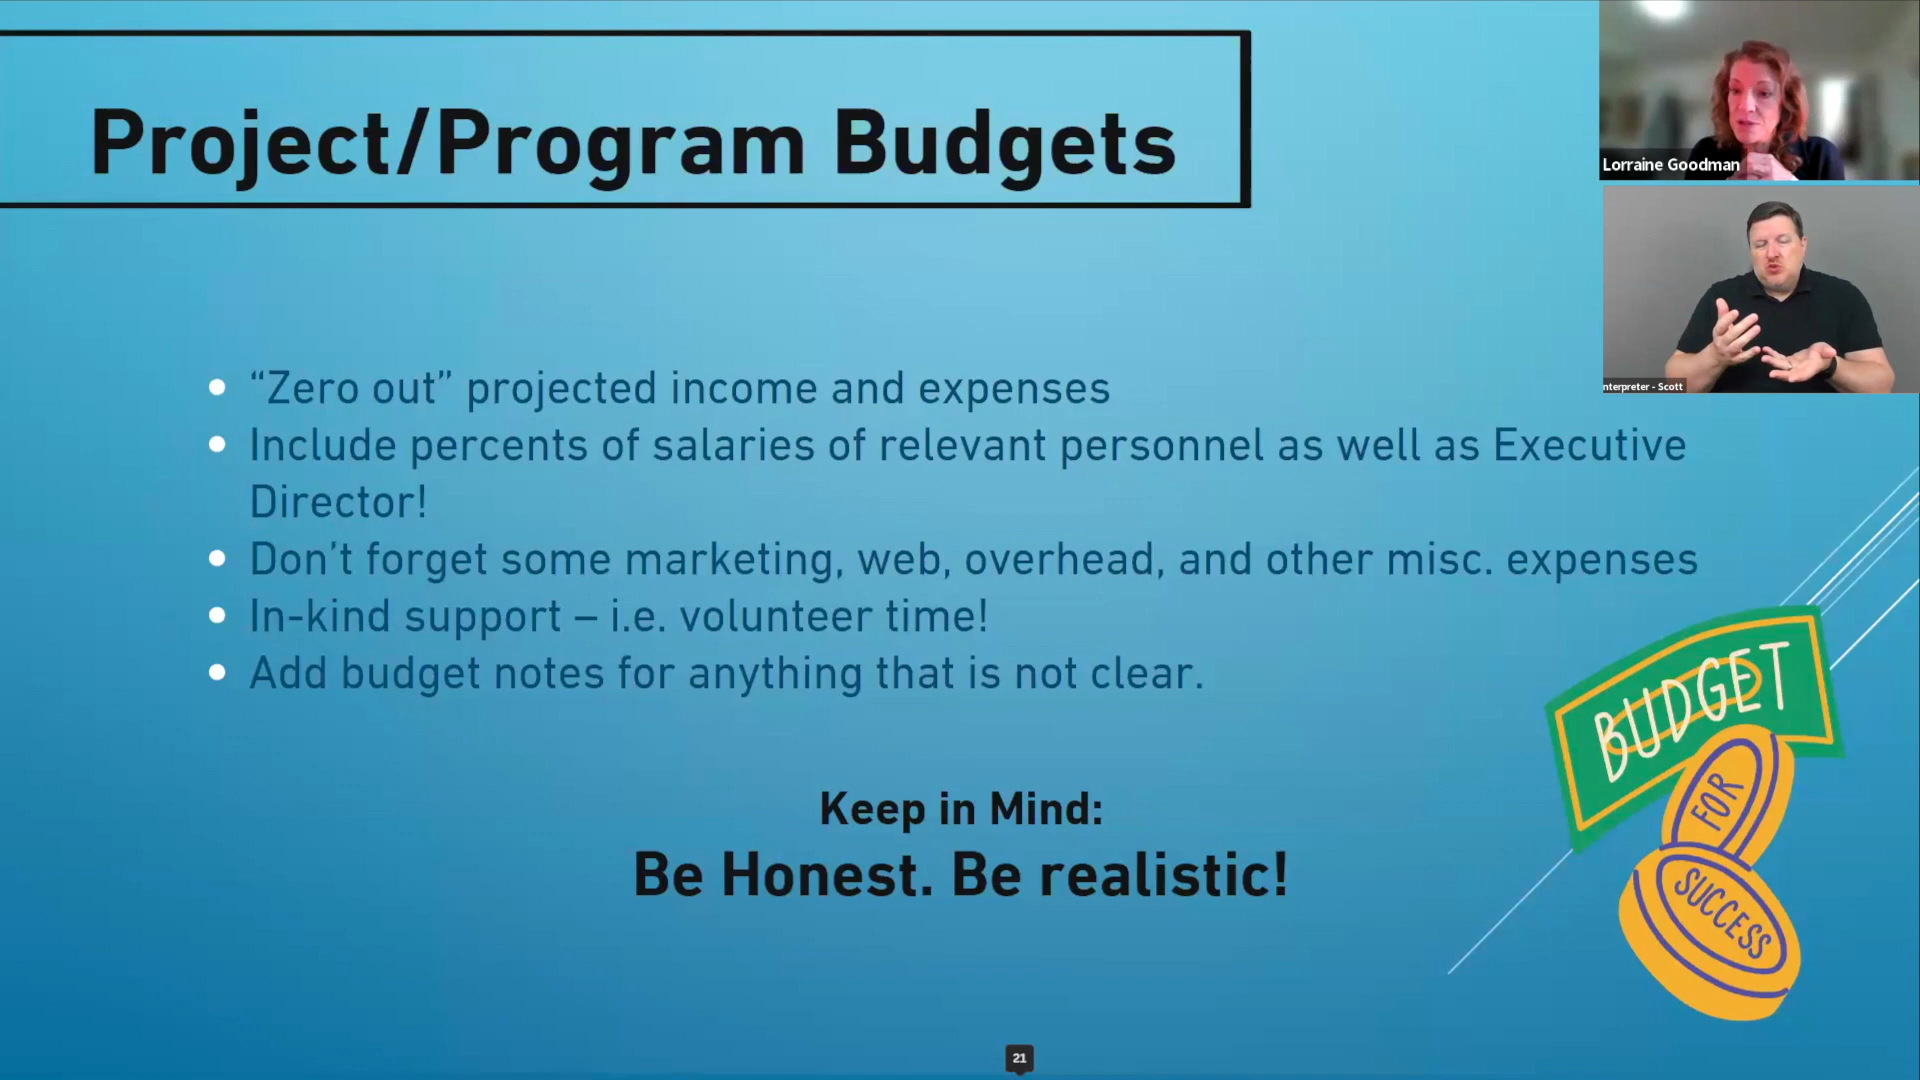 Project/Program Budgets
Lorraine Goodman
nterpreter - Scott
• “Zero out” projected income and expenses
• Include percents of salaries of relevant personnel as well as Executive
Director!
• Don’t forget some marketing, web, overhead, and other misc. expenses
• In-kind support – i.e. volunteer time!
• Add budget notes for anything that is not clear.
BUDGET
FOR
SUCCESS
Keep in Mind:
Be Honest. Be realistic!
21